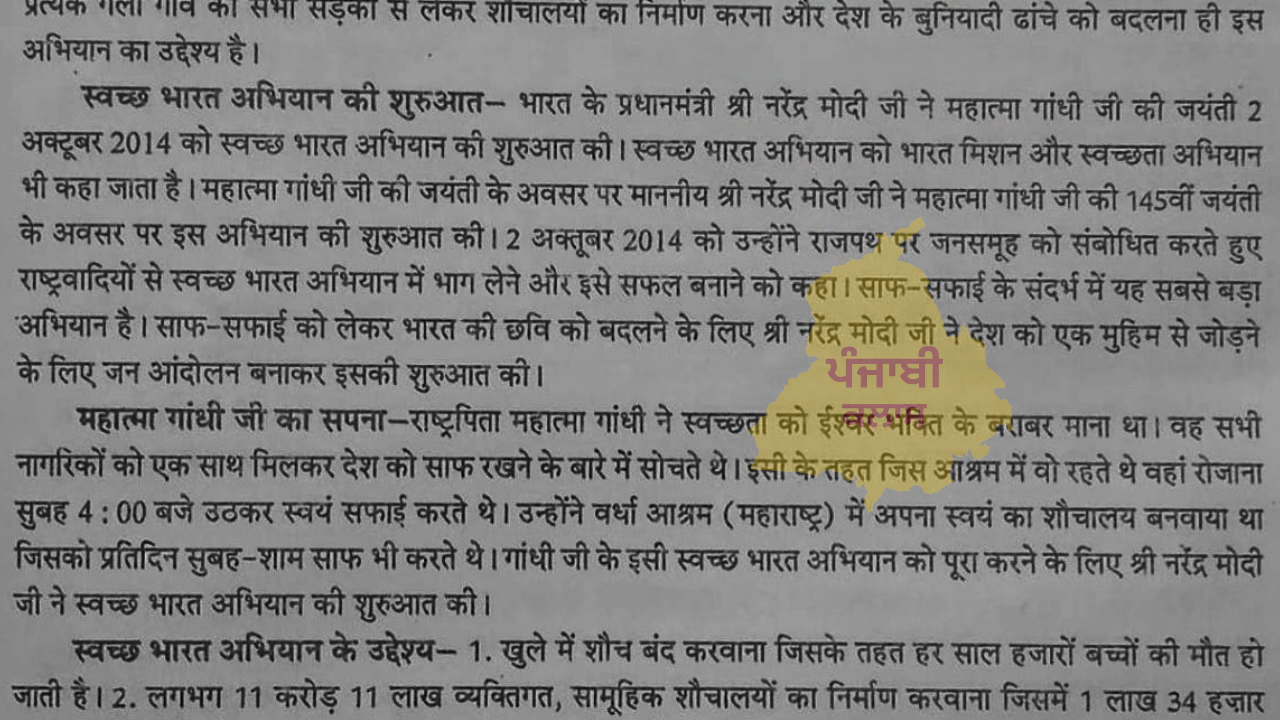 प्रत्येक गली गांव की सभी सड़कों से लेकर शौचालयों का निर्माण करना और देश के बुनियादी ढांचे को बदलना ही इस
अभियान का उद्देश्य है।
स्वच्छ भारत अभियान की शुरुआत– भारत के प्रधानमंत्री श्री नरेंद्र मोदी जी ने महात्मा गांधी जी की जयंती 2
अक्टूबर 2014 को स्वच्छ भारत अभियान की शुरुआत की। स्वच्छ भारत अभियान को भारत मिशन और स्वच्छता अभियान
भी कहा जाता है। महात्मा गांधी जी की जयंती के अवसर पर माननीय श्री नरेंद्र मोदी जी ने महात्मा गांधी जी की 145वीं जयंती
के अवसर पर इस अभियान की शुरुआत की। 2 अक्तूबर 2014 को उन्होंने राजपथ पर जनसमूह को संबोधित करते हुए
राष्ट्रवादियों से स्वच्छ भारत अभियान में भाग लेने और इसे सफल बनाने को कहा। साफ-सफाई के संदर्भ में यह सबसे बड़ा
अभियान है। साफ-सफाई को लेकर भारत की छवि को बदलने के लिए श्री नरेंद्र मोदी जी ने देश को एक मुहिम से जोड़ने
के लिए जन आंदोलन बनाकर इसकी शुरुआत की।
ਪੰਜਾਬੀ
महात्मा गांधी जी का सपना–राष्ट्रपिता महात्मा गांधी ने स्वच्छता को ईश्वर भक्ति के बराबर माना था। वह सभी
नागरिकों को एक साथ मिलकर देश को साफ रखने के बारे में सोचते थे। इसी के तहत जिस आश्रम में वो रहते थे वहां रोजाना
सुबह 4 : 00 बजे उठकर स्वयं सफाई करते थे। उन्होंने वर्धा आश्रम (महाराष्ट्र) में अपना स्वयं का शौचालय बनवाया था
जिसको प्रतिदिन सुबह-शाम साफ भी करते थे। गांधी जी के इसी स्वच्छ भारत अभियान को पूरा करने के लिए श्री नरेंद्र मोदी
जी ने स्वच्छ भारत अभियान की शुरुआत की।
स्वच्छ भारत अभियान के उद्देश्य– 1. खुले में शौच बंद करवाना जिसके तहत हर साल हजारों बच्चों की मौत हो
जाती है। 2. लगभग 11 करोड़ 11 लाख व्यक्तिगत, सामूहिक शौचालयों का निर्माण करवाना जिसमें 1 लाख 34 हज़ार